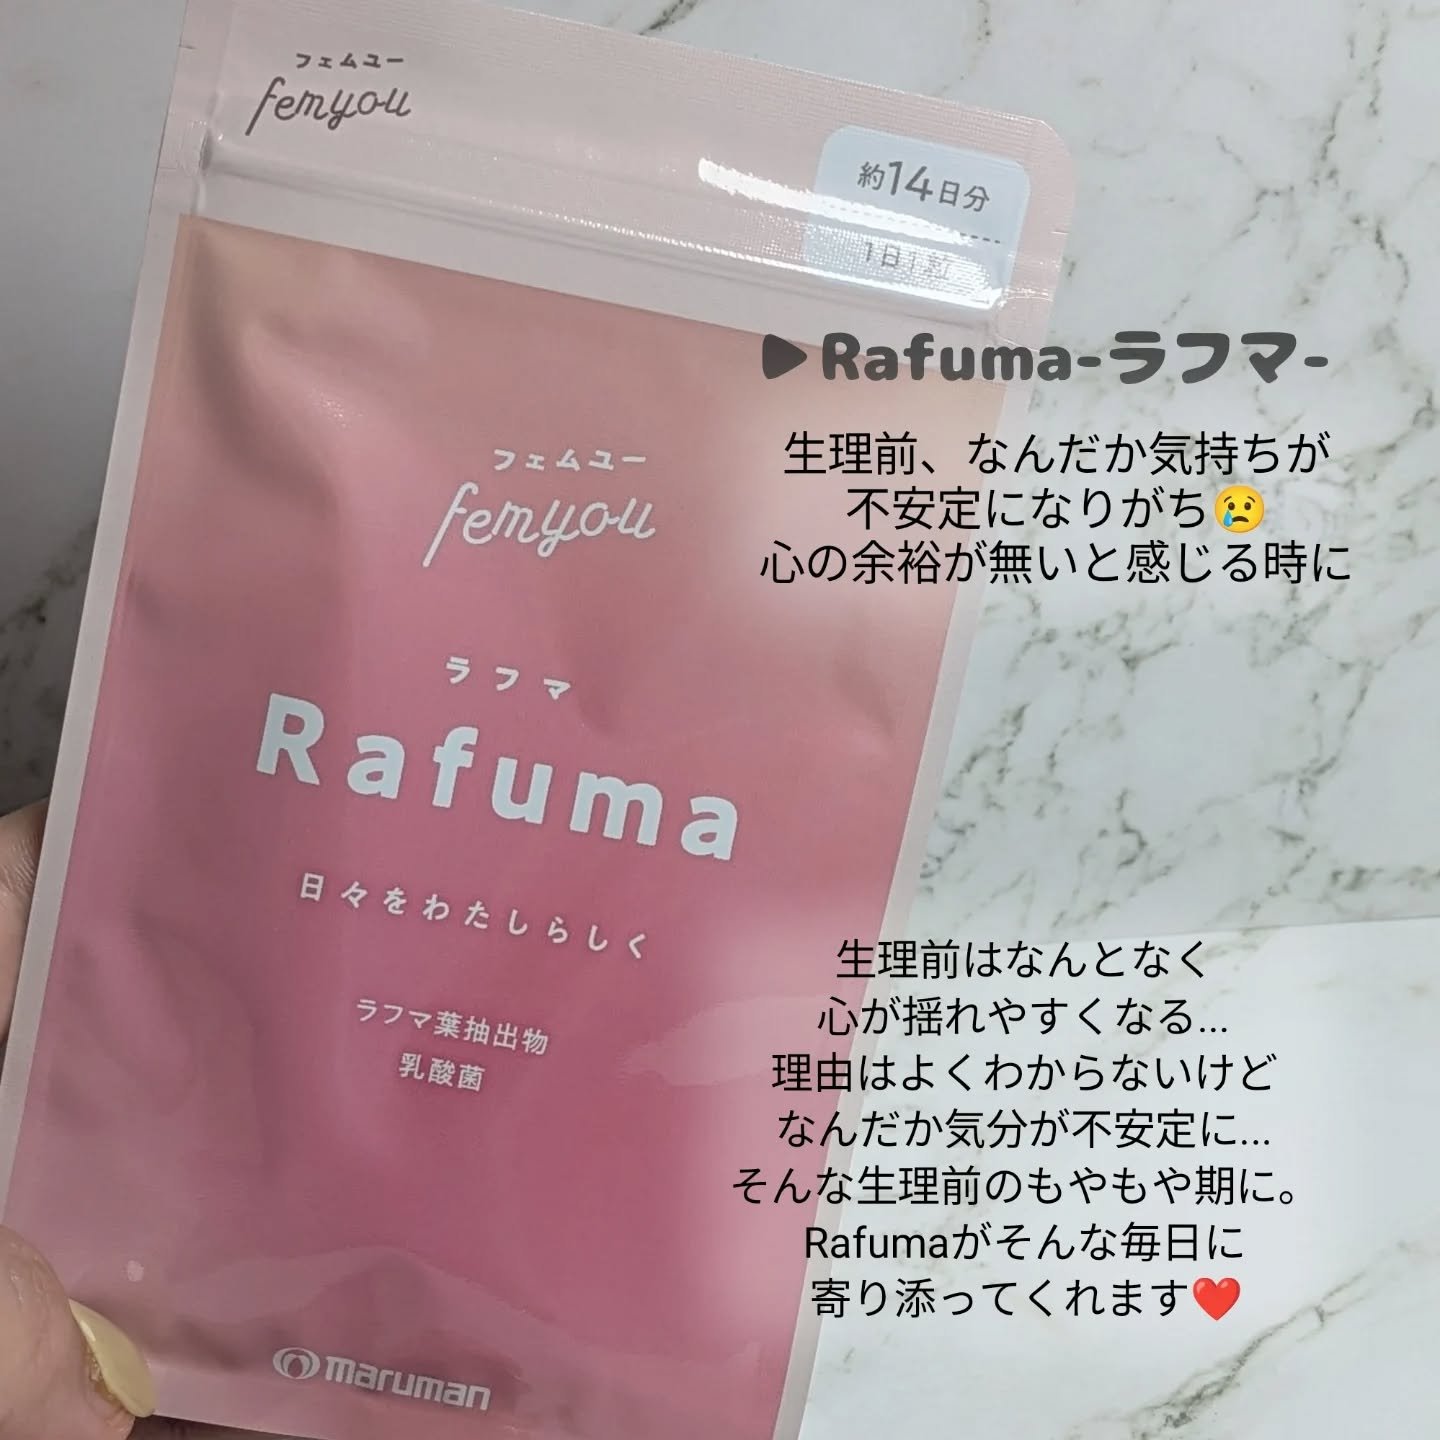 フェムユー
femyou
約14日分
1日1粒
▶Rafuma-ラフマ-
生理前、なんだか気持ちが
不安定になりがち😢
心の余裕が無いと感じる時に
フェムユー
femyou
ラフマ
Rafuma
日々をわたしらしく
ラフマ葉抽出物
乳酸菌
生理前はなんとなく
心が揺れやすくなる...
理由はよくわからないけど
なんだか気分が不安定に...
そんな生理前のもやもや期に。
Rafumaがそんな毎日に
寄り添ってくれます❤️
maruman